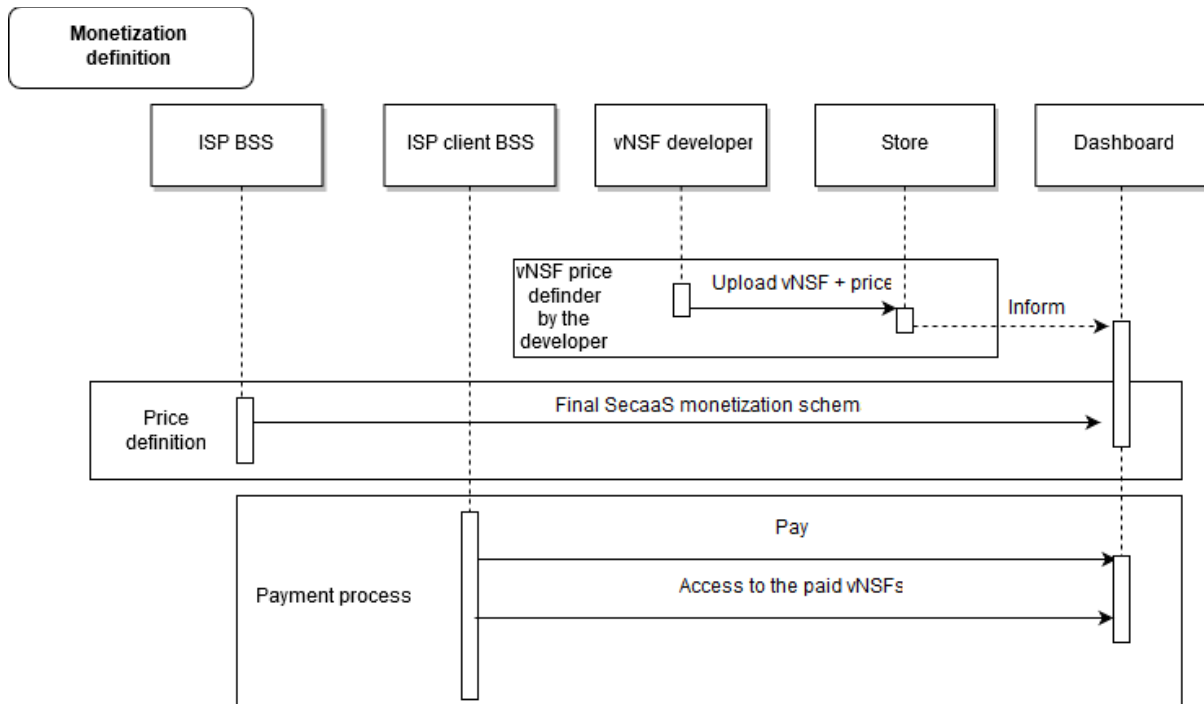 Monetization
definition
ISP BSS
ISP client BSS
vNSF developer
Store
Dashboard
vNSF price
definder
by the
developer
Upload vNSF + price
Inform
Price
definition
Final SecaaS monetization schem
Payment process
Pay
Access to the paid vNSFs